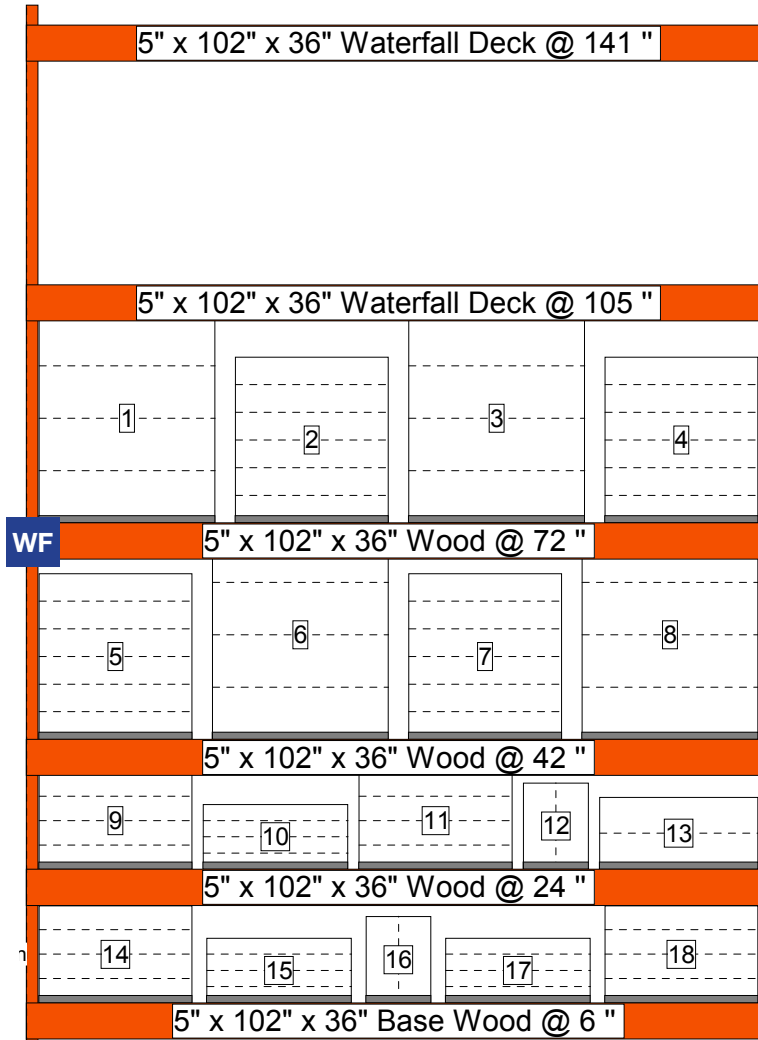 5" x 102" x 36" Waterfall Deck @ 141 "
5" x 102" x 36" Waterfall Deck @ 105 "
1
2
3
4
WF
5" x 102" x 36" Wood @ 72 "
5
6
7
8
5" x 102" x 36" Wood @ 42 "
9
10
11
12
13
5" x 102" x 36" Wood @ 24 "
14
15
16
17
18
5" x 102" x 36" Base Wood @ 6 "